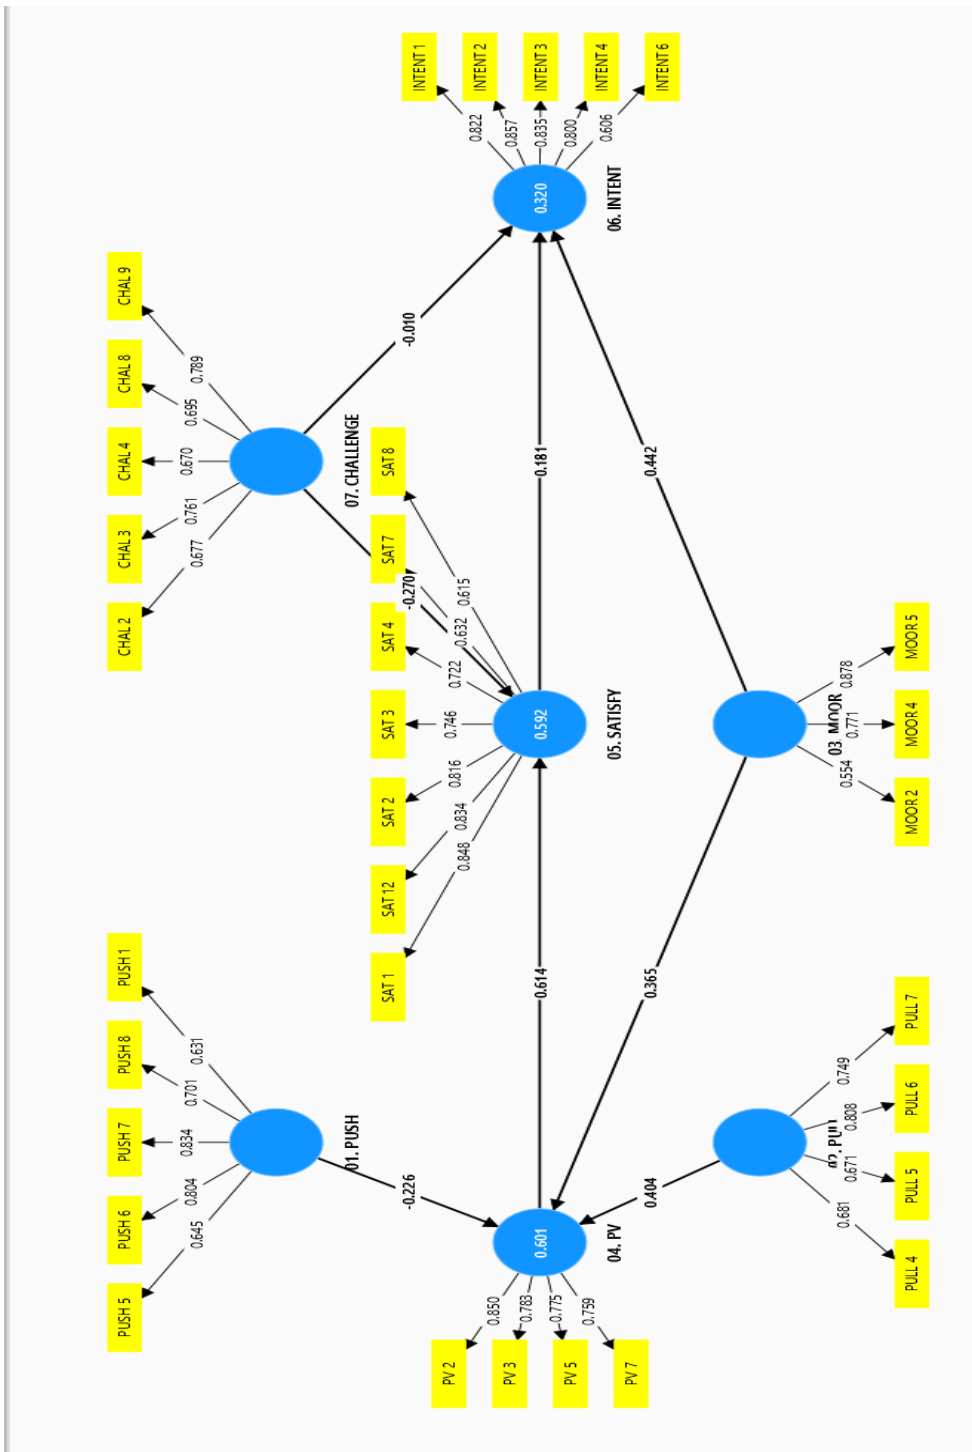 PUSH 5
PUSH 6
PUSH 7
PUSH 8
PUSH 1
0.645
0.804
0.834
0.701
0.631
01. PUSH
CHAL 2
CHAL 3
CHAL 4
CHAL 8
CHAL 9
0.677
0.761
0.670
0.695
0.789
07. CHALLENGE
-0.226
-0.270
-0.010
SAT 1
SAT 12
SAT 2
SAT 3
SAT 4
SAT 7
SAT 8
0.848
0.834
0.816
0.746
0.722
0.632
0.615
0.592
05. SATISFY
PV 2
PV 3
PV 5
PV 7
0.850
0.783
0.775
0.759
0.601
04. PV
0.614
0.181
INTENT 1
INTENT 2
INTENT 3
INTENT 4
INTENT 6
0.822
0.857
0.835
0.800
0.606
0.320
06. INTENT
0.404
0.365
0.442
0.681
0.671
0.808
0.749
PULL 4
PULL 5
PULL 6
PULL 7
03. MOOR
0.554
0.771
0.878
MOOR 2
MOOR 4
MOOR 5